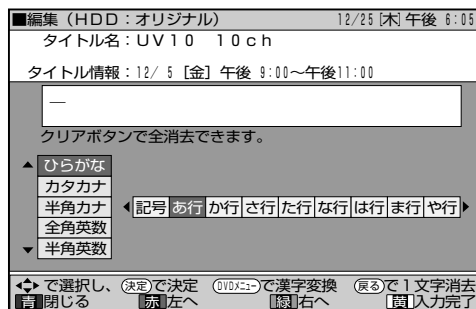 ■編集（HDD：オリジナル） 12/25[木]午後 6:05
タイトル名：UV10 10ch
タイトル情報：12/ 5［金］午後 9:00～午後11:00
—
クリアボタンで全消去できます。
ひらがな
カタカナ
半角カナ
全角英数
半角英数
記号 あ行 か行 さ行 た行 な行 は行 ま行 や行
で選択し、決定で決定 DVDメニューで漢字変換 戻るで1文字消去
青閉じる 赤左へ 緑右へ 黄入力完了